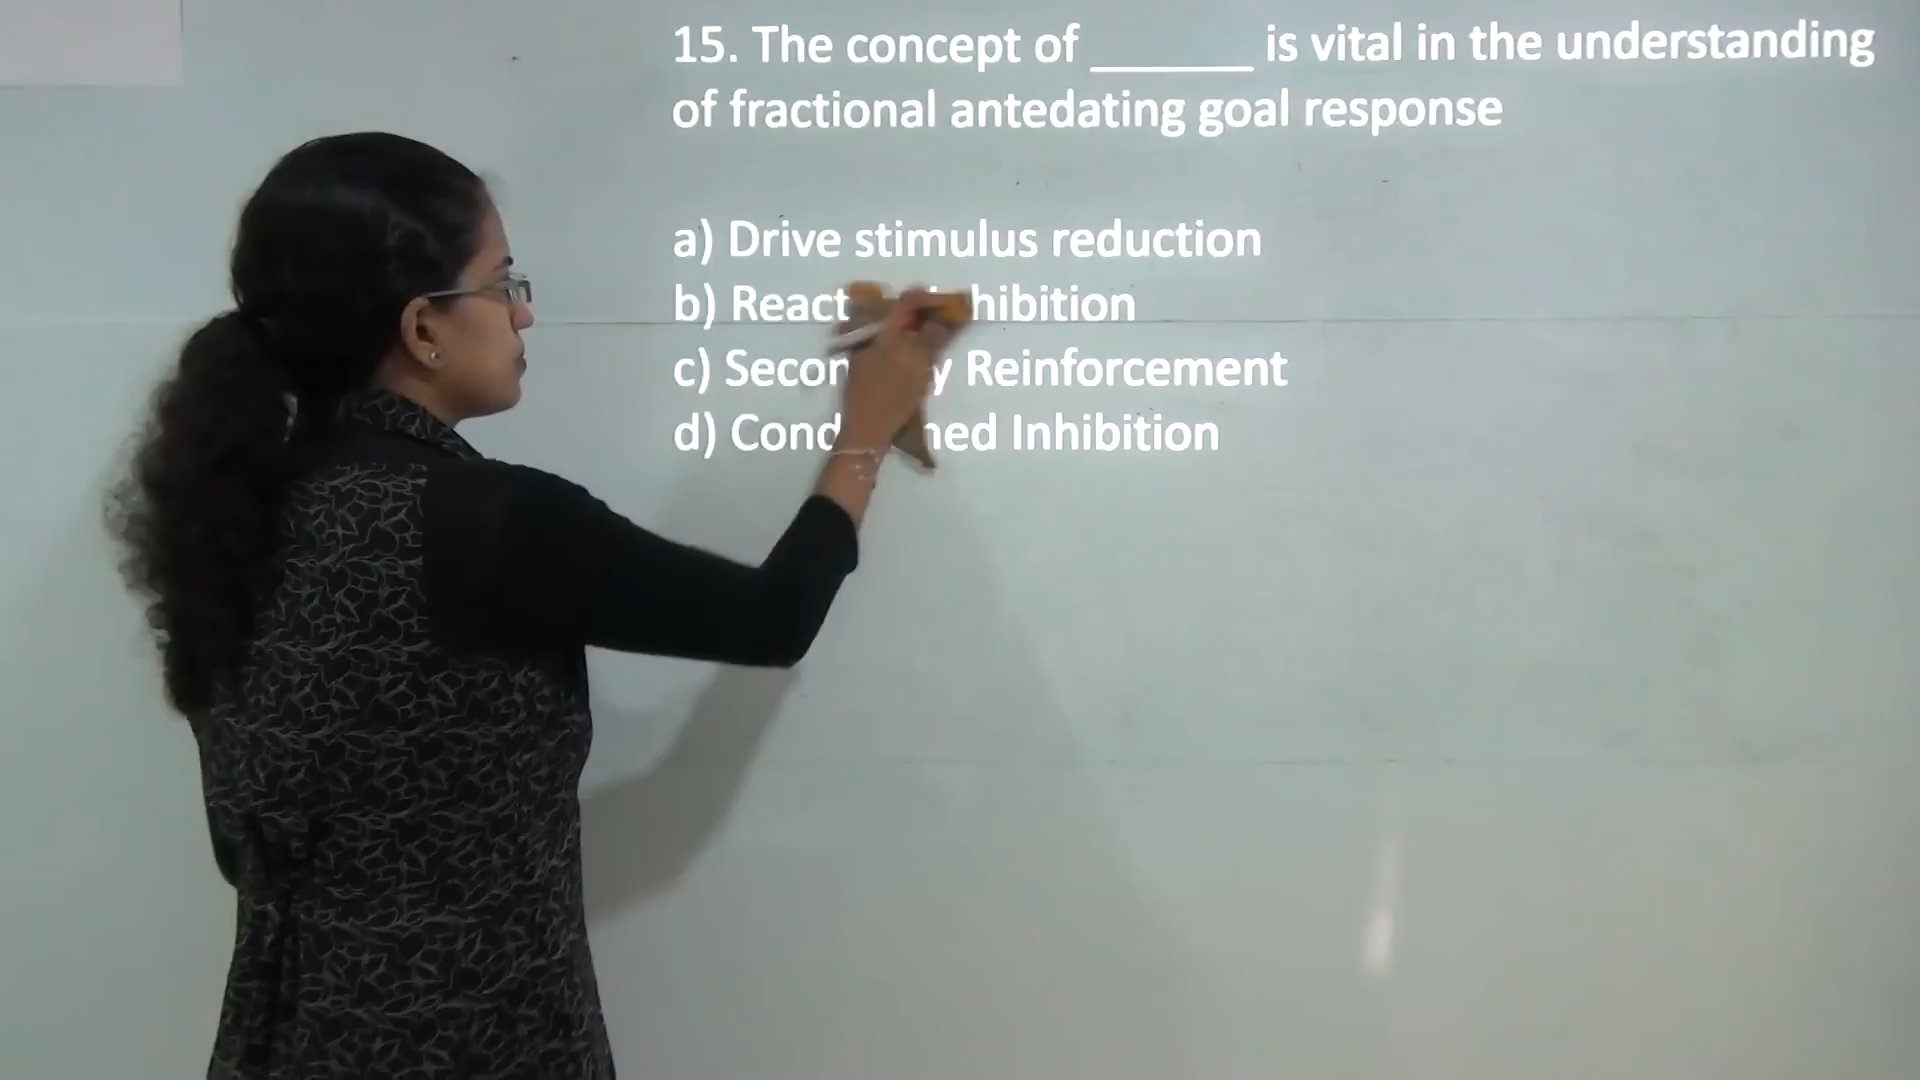 15. The concept of ______ is vital in the understanding
of fractional antedating goal response
a) Drive stimulus reduction
b) React hibition
c) Secon y Reinforcement
d) Cond ned Inhibition